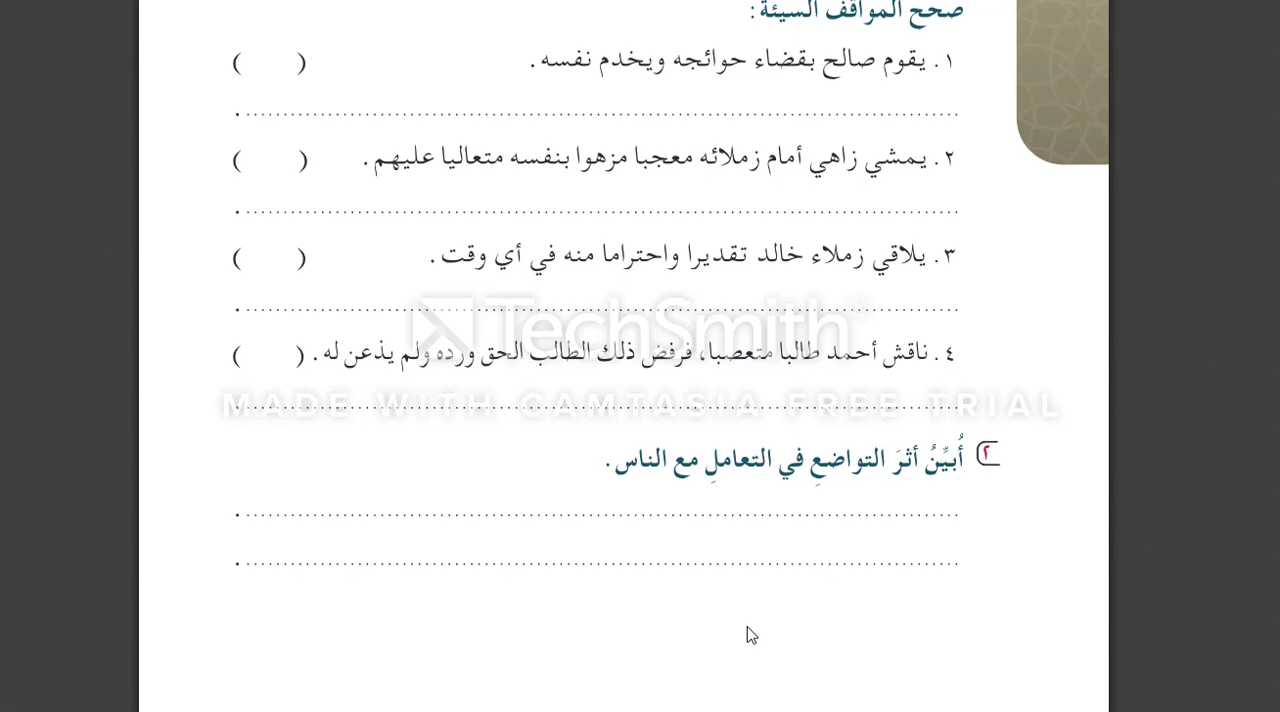 صحح المواقف السيئة:
١. يقوم صالح بقضاء حوائجه ويخدم نفسه. ( )
٢. يمشي زاهي أمام زملائه معجبا مزهوا بنفسه متعاليا عليهم. ( )
٣. يلاقي زملاء خالد تقديرا واحتراما منه في أي وقت. ( )
TechSmith
٤. ناقش أحمد طالبا متعصبا، فرفض ذلك الطالب الحق ورده ولم يذعن له. ( )
MADE WITH CAMTASIA FREE TRIAL
٢ أُبيِّنُ أثرَ التواضعِ في التعاملِ مع الناس.